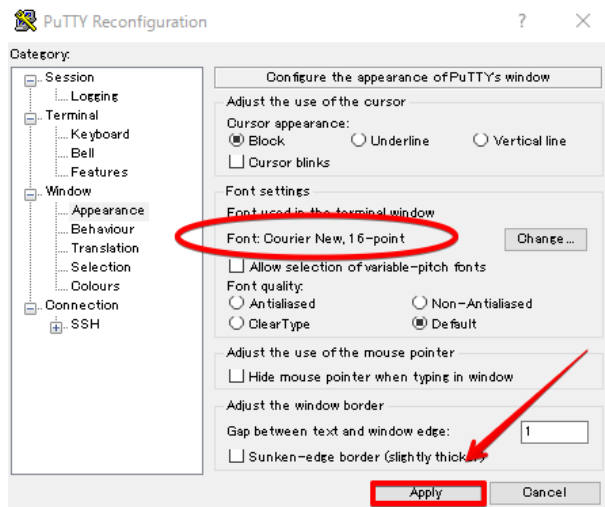 PuTTY Reconfiguration
Category:
Session
Logging
Terminal
Keyboard
Bell
Features
Window
Appearance
Behaviour
Translation
Selection
Colours
Connection
SSH
Configure the appearance of PuTTY's window
Adjust the use of the cursor
Cursor appearance:
Block Underline Vertical line
Cursor blinks
Font settings
Font used in the terminal window
Font: Courier New, 16-point Change...
Allow selection of variable-pitch fonts
Font quality:
Antialiased Non-Antialiased
ClearType Default
Adjust the use of the mouse pointer
Hide mouse pointer when typing in window
Adjust the window border
Gap between text and window edge: 1
Sunken-edge border (slightly thicker)
Apply Cancel